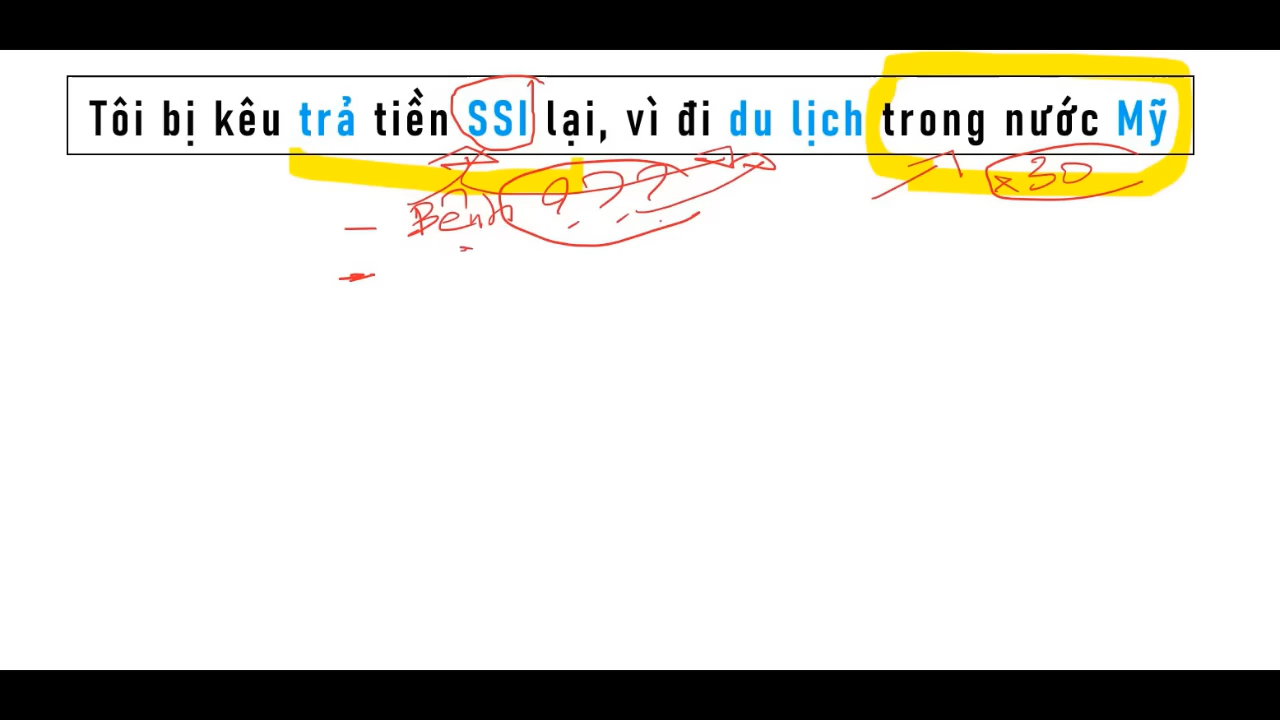 Tôi bị kêu trả tiền SSI lại, vì đi du lịch trong nước Mỹ
Bệnh ??? x30